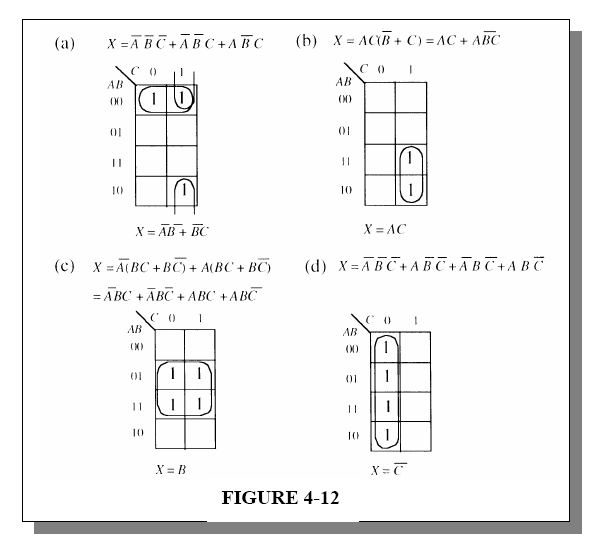 (a) X = A̅ B̅ C̅ + A̅ B̅ C + A B̅ C
C 0 1
AB
00 1 1
01
11
10 1
X = A̅B̅ + B̅C
(b) X = AC(B̅ + C) = AC + AB̅C
C 0 1
AB
00
01
11 1
10 1
X = AC
(c) X = A̅(BC + BC̅) + A(BC + BC̅)
= A̅BC + A̅BC̅ + ABC + ABC̅
C 0 1
AB
00
01 1 1
11 1 1
10
X = B
(d) X = A̅ B̅ C̅ + A B̅ C̅ + A̅ B C̅ + A B C̅
C 0 1
AB
00 1
01 1
11 1
10 1
X = C̅
FIGURE 4-12